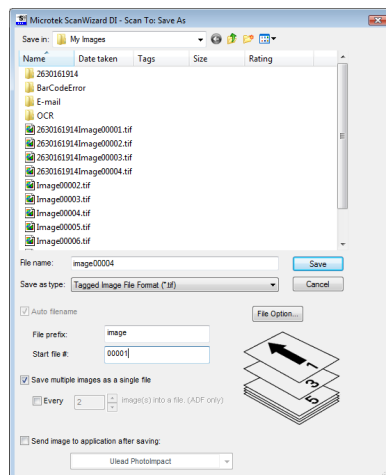 Microtek ScanWizard DI - Scan To: Save As
Save in: My Images
Name Date taken Tags Size Rating
2630161914
BarCodeError
E-mail
OCR
2630161914Image00001.tif
2630161914Image00002.tif
2630161914Image00003.tif
2630161914Image00004.tif
Image00002.tif
Image00003.tif
Image00004.tif
Image00005.tif
Image00006.tif
File name: image00004 Save
Save as type: Tagged Image File Format (*.tif) Cancel
Auto filename File Option...
File prefix: image
Start file #: 00001
Save multiple images as a single file
Every 2 image(s) into a file. (ADF only)
Send image to application after saving:
Ulead PhotoImpact
1
3
5